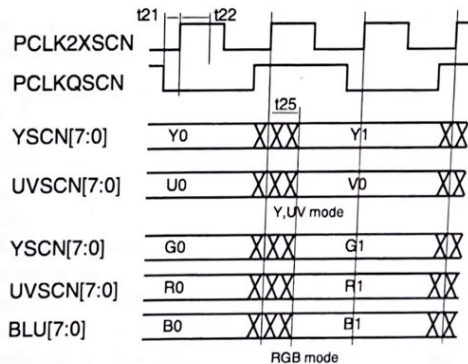 t21 t22
PCLK2XSCN
PCLKQSCN
t25
YSCN[7:0] Y0 Y1
UVSCN[7:0] U0 V0
Y,UV mode
YSCN[7:0] G0 G1
UVSCN[7:0] R0 R1
BLU[7:0] B0 B1
RGB mode